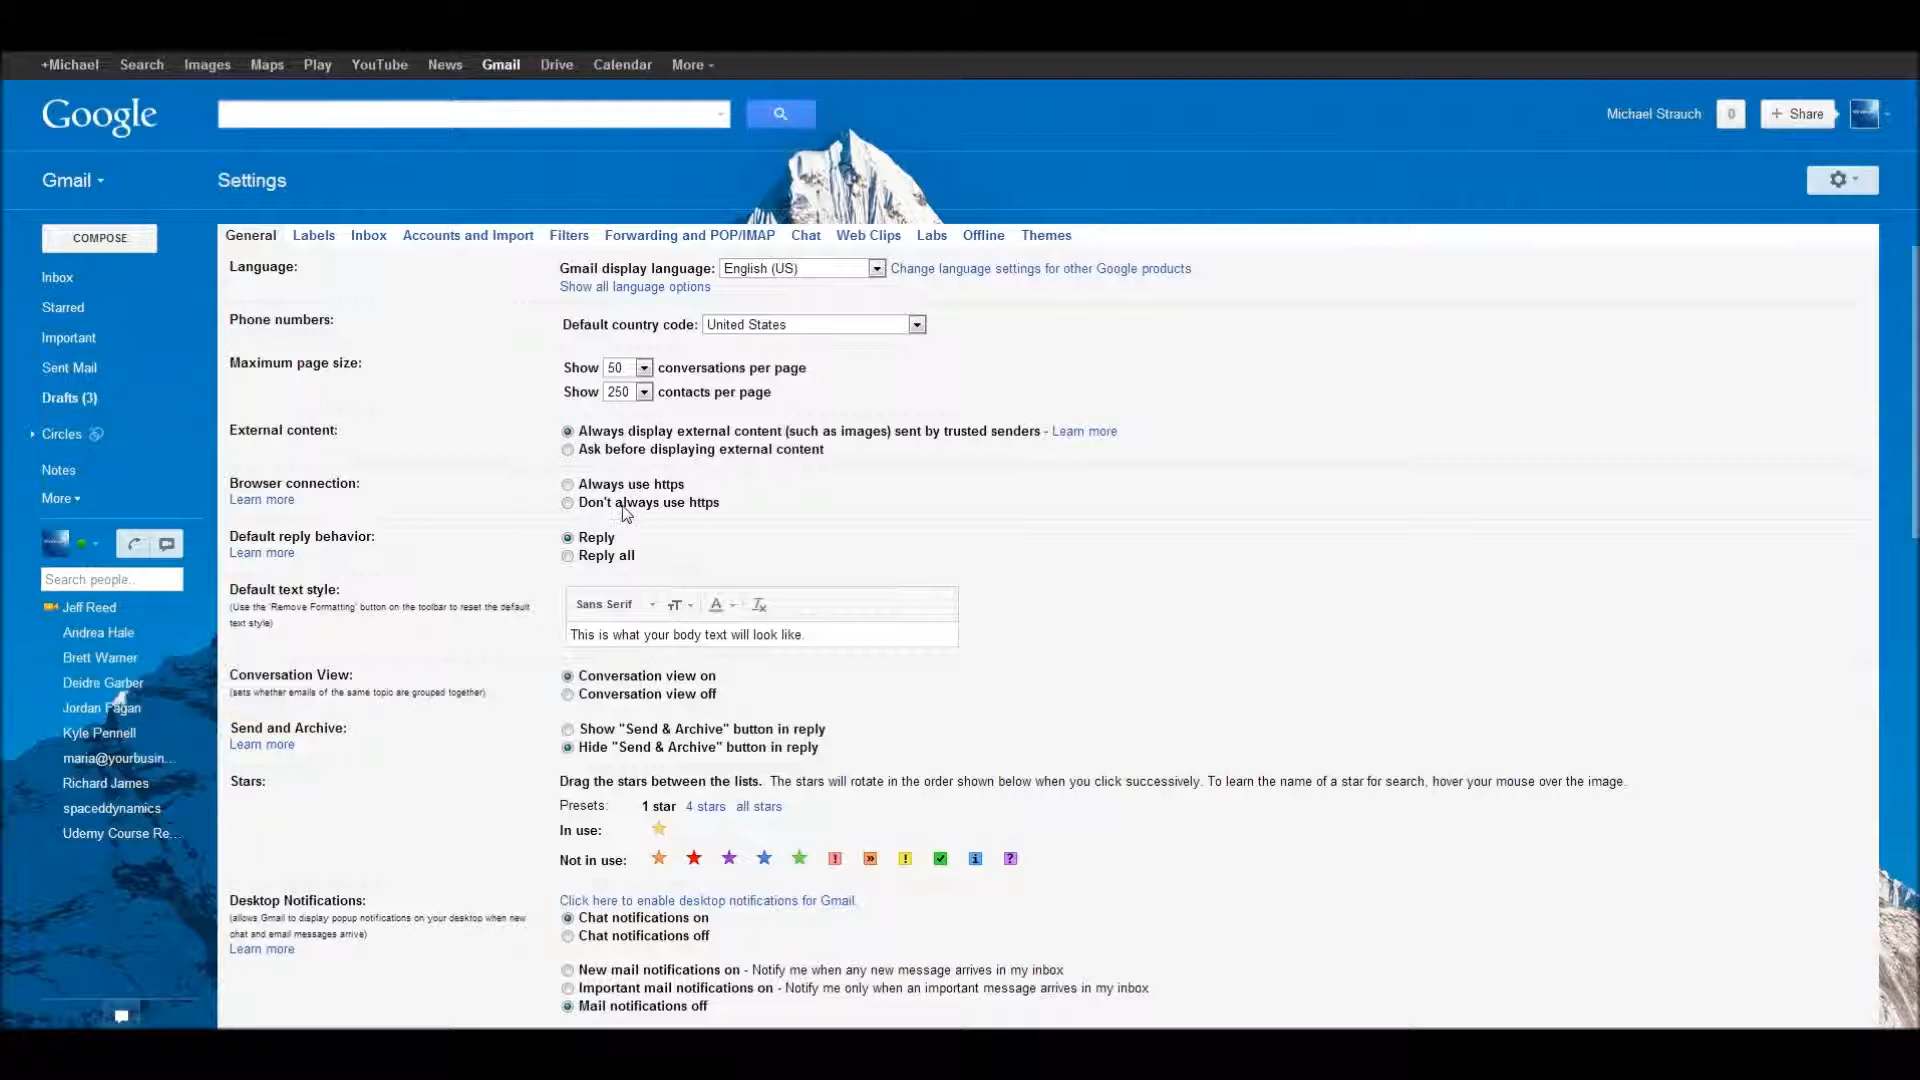 +Michael Search Images Maps Play YouTube News Gmail Drive Calendar More
Google
Michael Strauch 0 + Share
Gmail Settings
COMPOSE
Inbox
Starred
Important
Sent Mail
Drafts (3)
Circles
Notes
More
Search people..
Jeff Reed
Andrea Hale
Brett Warner
Deidre Garber
Jordan Fagan
Kyle Pennell
maria@yourbusin...
Richard James
spaceddynamics
Udemy Course Re...
General Labels Inbox Accounts and Import Filters Forwarding and POP/IMAP Chat Web Clips Labs Offline Themes
Language:
Gmail display language: English (US) Change language settings for other Google products
Show all language options
Phone numbers:
Default country code: United States
Maximum page size:
Show 50 conversations per page
Show 250 contacts per page
External content:
Always display external content (such as images) sent by trusted senders - Learn more
Ask before displaying external content
Browser connection:
Learn more
Always use https
Don't always use https
Default reply behavior:
Learn more
Reply
Reply all
Default text style:
(Use the 'Remove Formatting' button on the toolbar to reset the default
text style)
Sans Serif TT A Tx
This is what your body text will look like.
Conversation View:
(sets whether emails of the same topic are grouped together)
Conversation view on
Conversation view off
Send and Archive:
Learn more
Show "Send & Archive" button in reply
Hide "Send & Archive" button in reply
Stars:
Drag the stars between the lists. The stars will rotate in the order shown below when you click successively. To learn the name of a star for search, hover your mouse over the image.
Presets: 1 star 4 stars all stars
In use:
Not in use: ! » ! i ?
Desktop Notifications:
(allows Gmail to display popup notifications on your desktop when new
chat and email messages arrive)
Learn more
Click here to enable desktop notifications for Gmail.
Chat notifications on
Chat notifications off
New mail notifications on - Notify me when any new message arrives in my inbox
Important mail notifications on - Notify me only when an important message arrives in my inbox
Mail notifications off